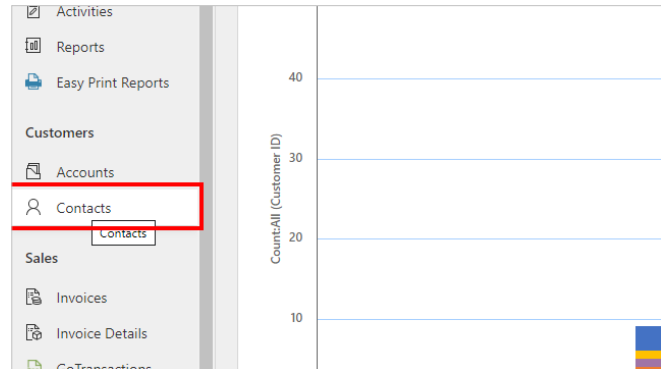 Activities
Reports
Easy Print Reports
Customers
Accounts
Contacts
Contacts
Sales
Invoices
Invoice Details
GoTransactions
40
30
20
10
Count:All (Customer ID)